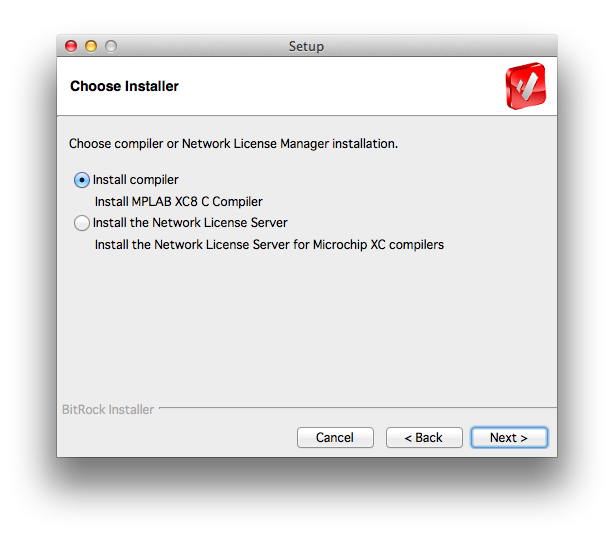 Setup
Choose Installer
Choose compiler or Network License Manager installation.
Install compiler
Install MPLAB XC8 C Compiler
Install the Network License Server
Install the Network License Server for Microchip XC compilers
BitRock Installer
Cancel
< Back
Next >